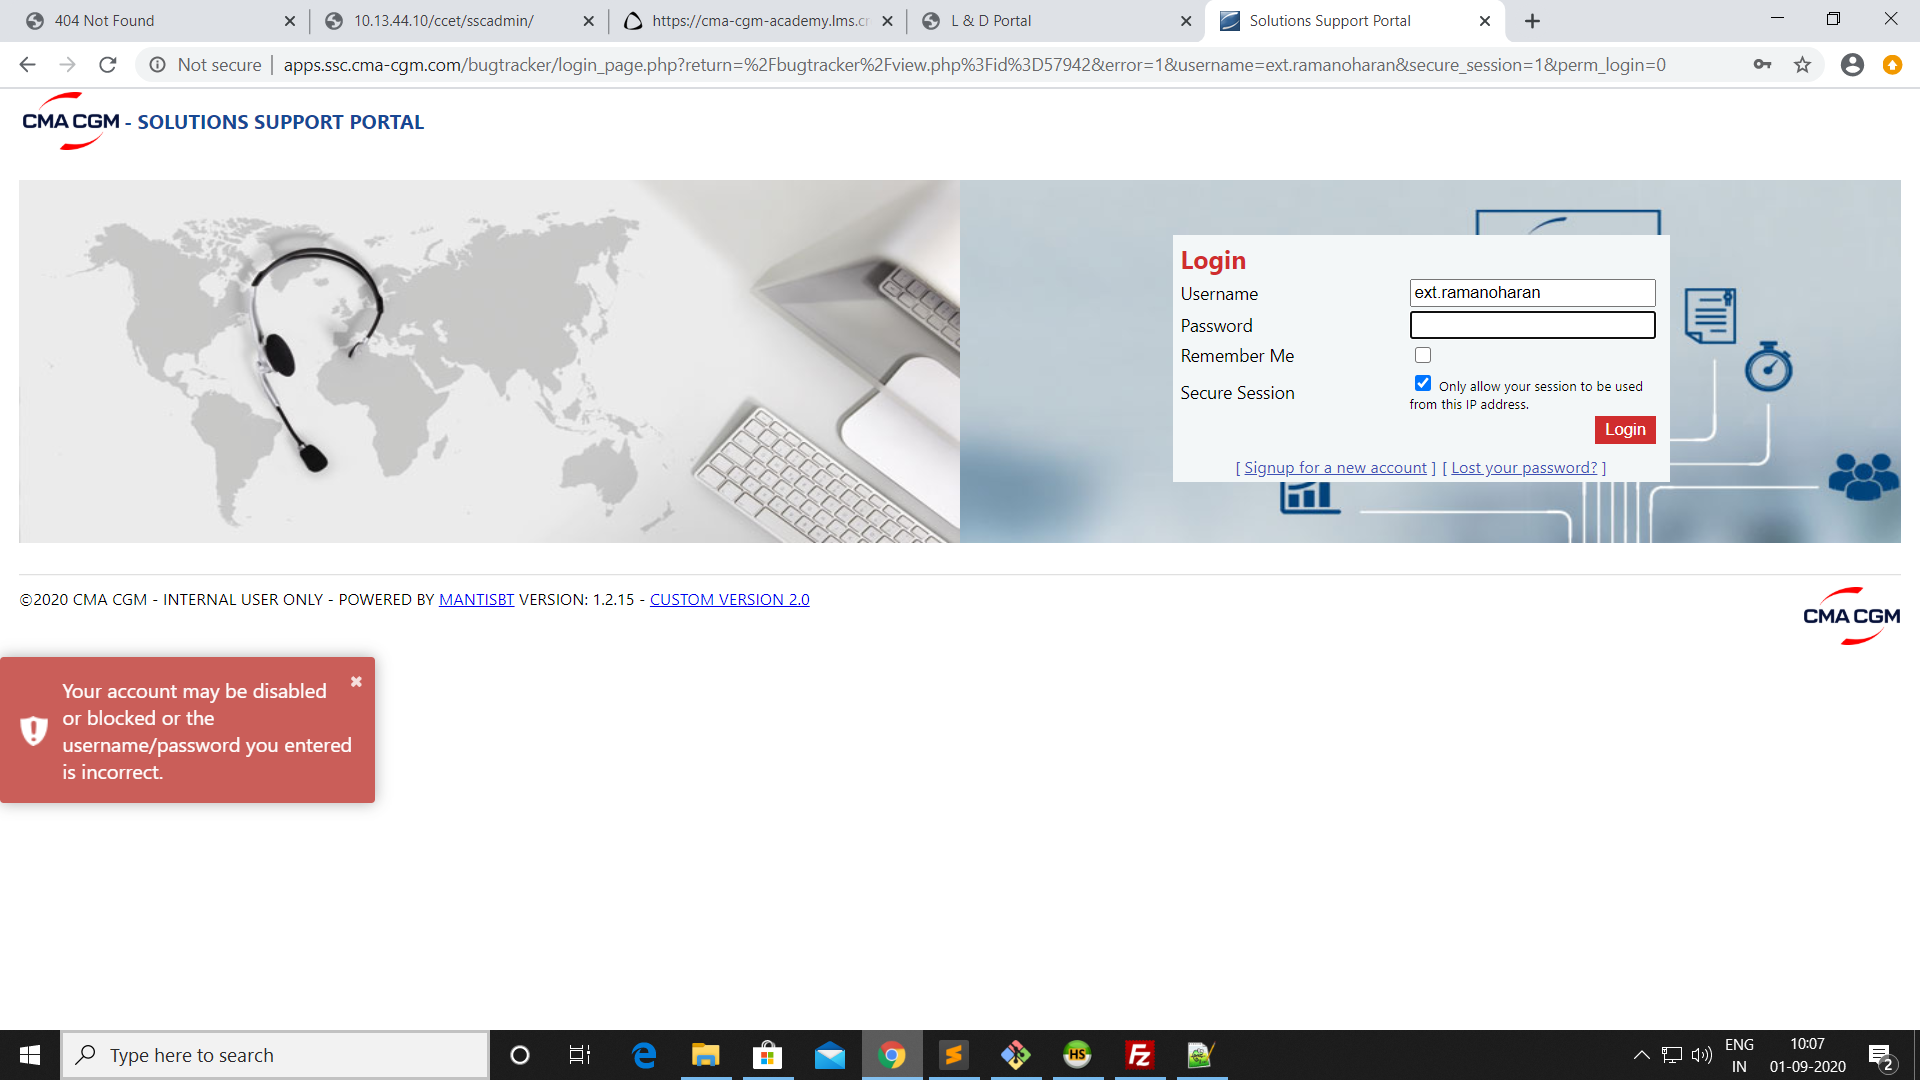 404 Not Found
10.13.44.10/ccet/sscadmin/
https://cma-cgm-academy.lms.cr
L & D Portal
Solutions Support Portal
Not secure | apps.ssc.cma-cgm.com/bugtracker/login_page.php?return=%2Fbugtracker%2Fview.php%3Fid%3D57942&error=1&username=ext.ramanoharan&secure_session=1&perm_login=0
CMA CGM - SOLUTIONS SUPPORT PORTAL
Login
Username ext.ramanoharan
Password
Remember Me
Secure Session Only allow your session to be used
from this IP address.
Login
[ Signup for a new account ] [ Lost your password? ]
©2020 CMA CGM - INTERNAL USER ONLY - POWERED BY MANTISBT VERSION: 1.2.15 - CUSTOM VERSION 2.0
CMA CGM
Your account may be disabled
or blocked or the
username/password you entered
is incorrect.
Type here to search
HS
Fz
ENG
IN
10:07
01-09-2020
2